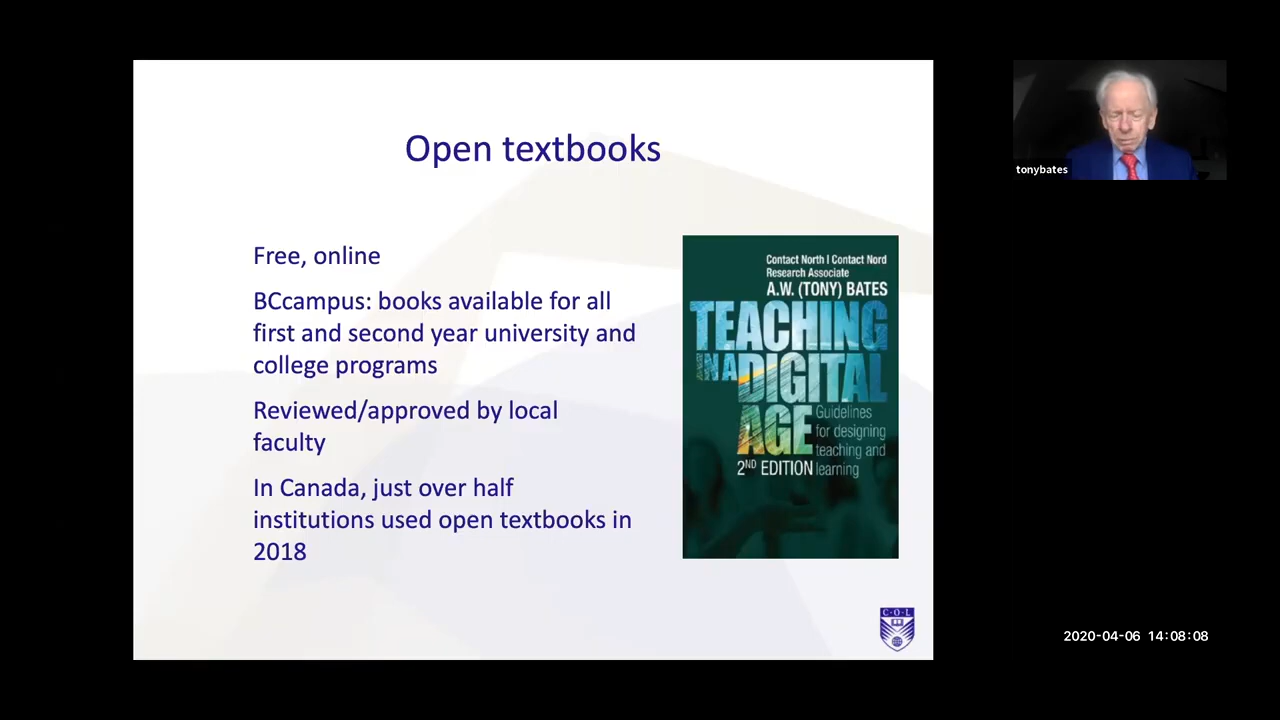 Open textbooks
Free, online
BCcampus: books available for all
first and second year university and
college programs
Reviewed/approved by local
faculty
In Canada, just over half
institutions used open textbooks in
2018
Contact North I Contact Nord
Research Associate
A.W. (TONY) BATES
TEACHING
IN A DIGITAL
AGE
Guidelines
for designing
teaching and
learning
2ND EDITION
C·O·L
tonybates
2020-04-06 14:08:08